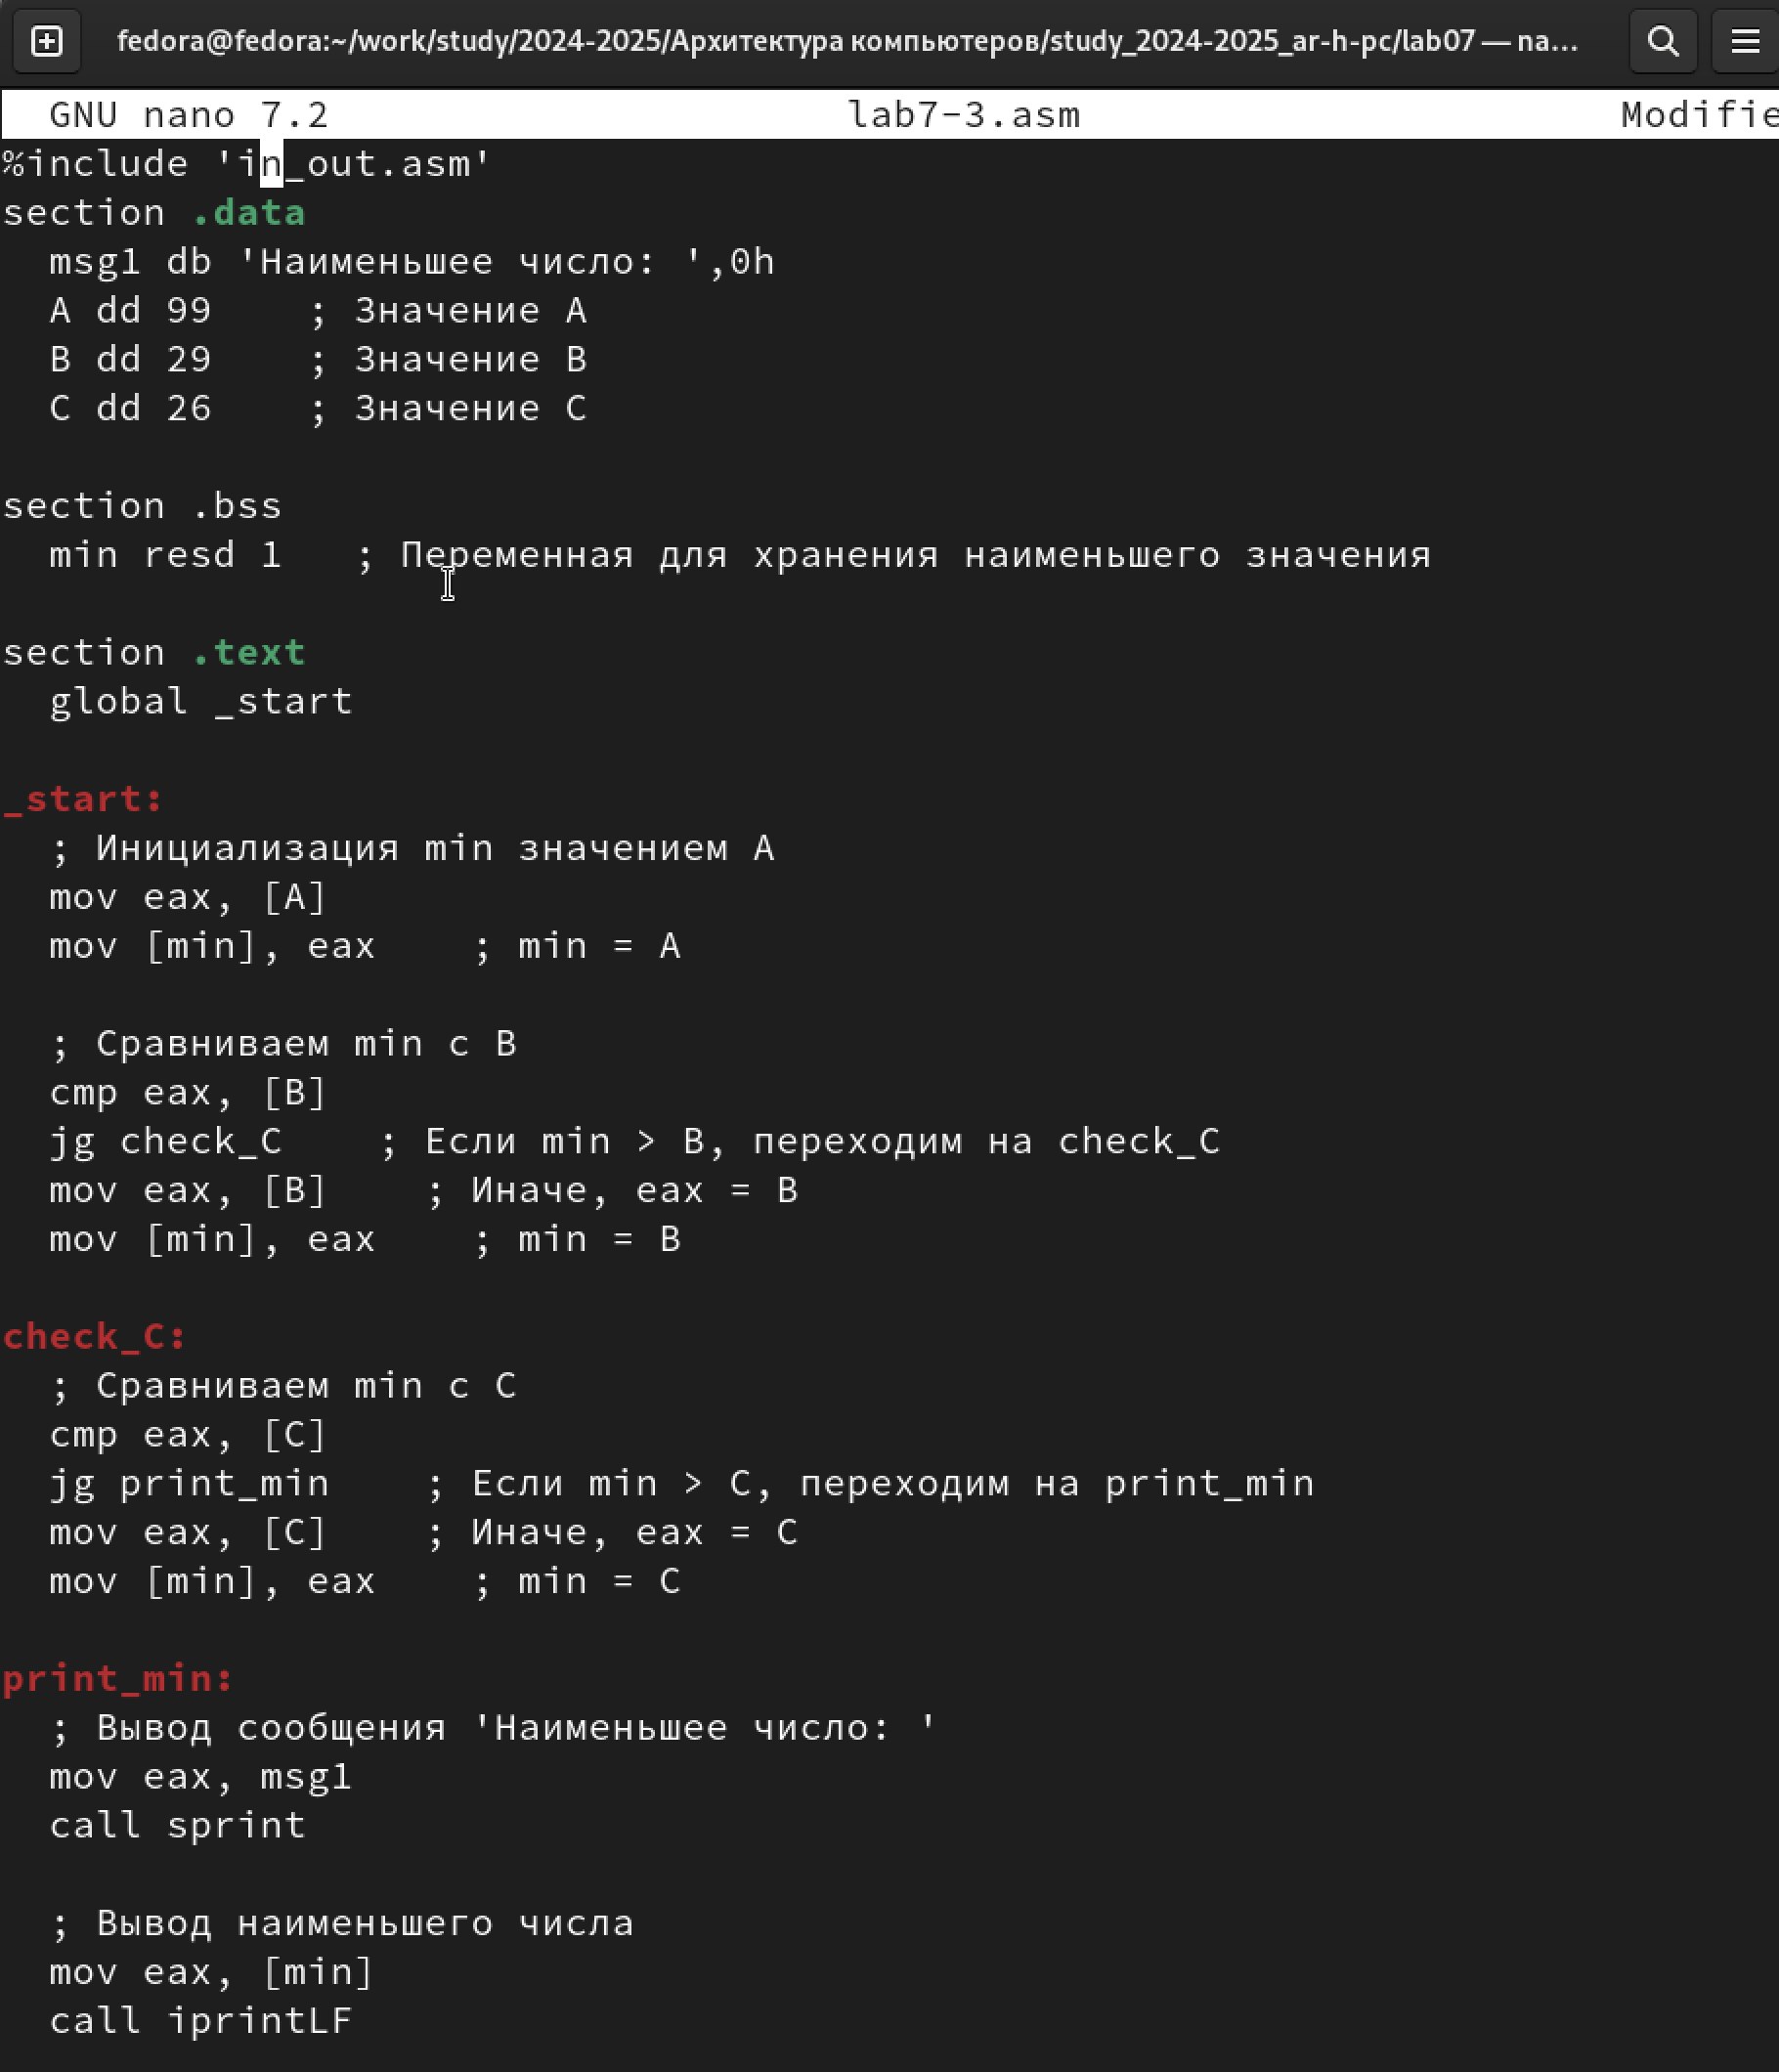 fedora@fedora:~/work/study/2024-2025/Архитектура компьютеров/study_2024-2025_ar-h-pc/lab07 — na...
GNU nano 7.2 lab7-3.asm Modifie
%include 'in_out.asm'
section .data
msg1 db 'Наименьшее число: ',0h
A dd 99 ; Значение A
B dd 29 ; Значение B
C dd 26 ; Значение C
section .bss
min resd 1 ; Переменная для хранения наименьшего значения
section .text
global _start
_start:
; Инициализация min значением A
mov eax, [A]
mov [min], eax ; min = A
; Сравниваем min с B
cmp eax, [B]
jg check_C ; Если min > B, переходим на check_C
mov eax, [B] ; Иначе, eax = B
mov [min], eax ; min = B
check_C:
; Сравниваем min с C
cmp eax, [C]
jg print_min ; Если min > C, переходим на print_min
mov eax, [C] ; Иначе, eax = C
mov [min], eax ; min = C
print_min:
; Вывод сообщения 'Наименьшее число: '
mov eax, msg1
call sprint
; Вывод наименьшего числа
mov eax, [min]
call iprintLF